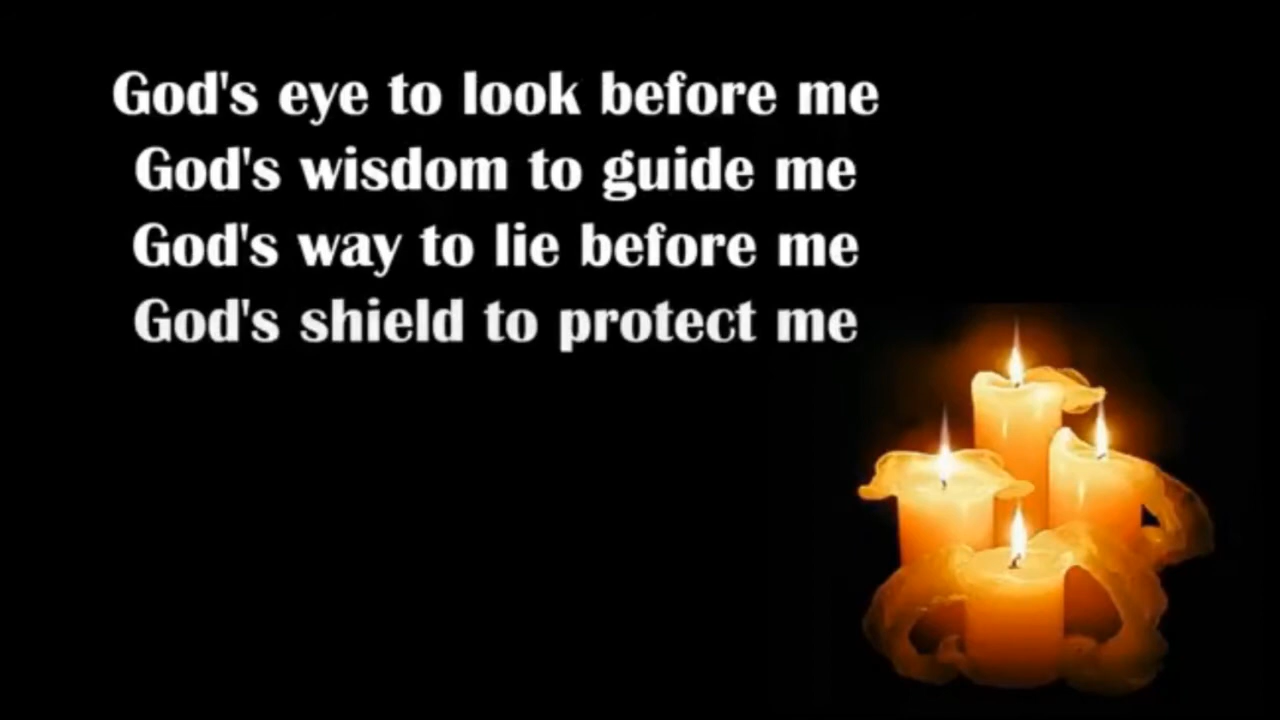 God's eye to look before me
God's wisdom to guide me
God's way to lie before me
God's shield to protect me